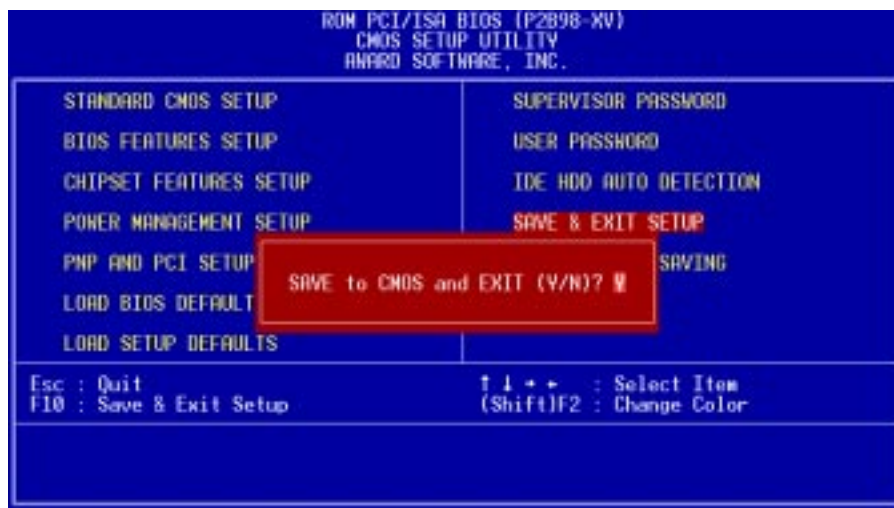 ROM PCI/ISA BIOS (P2B98-XV)
CMOS SETUP UTILITY
AWARD SOFTWARE, INC.
STANDARD CMOS SETUP
BIOS FEATURES SETUP
CHIPSET FEATURES SETUP
POWER MANAGEMENT SETUP
PNP AND PCI SETUP
LOAD BIOS DEFAULT
LOAD SETUP DEFAULTS
SUPERVISOR PASSWORD
USER PASSWORD
IDE HDD AUTO DETECTION
SAVE & EXIT SETUP
SAVING
SAVE to CMOS and EXIT (Y/N)? Y
Esc : Quit
F10 : Save & Exit Setup
↑ ↓ → ← : Select Item
(Shift)F2 : Change Color